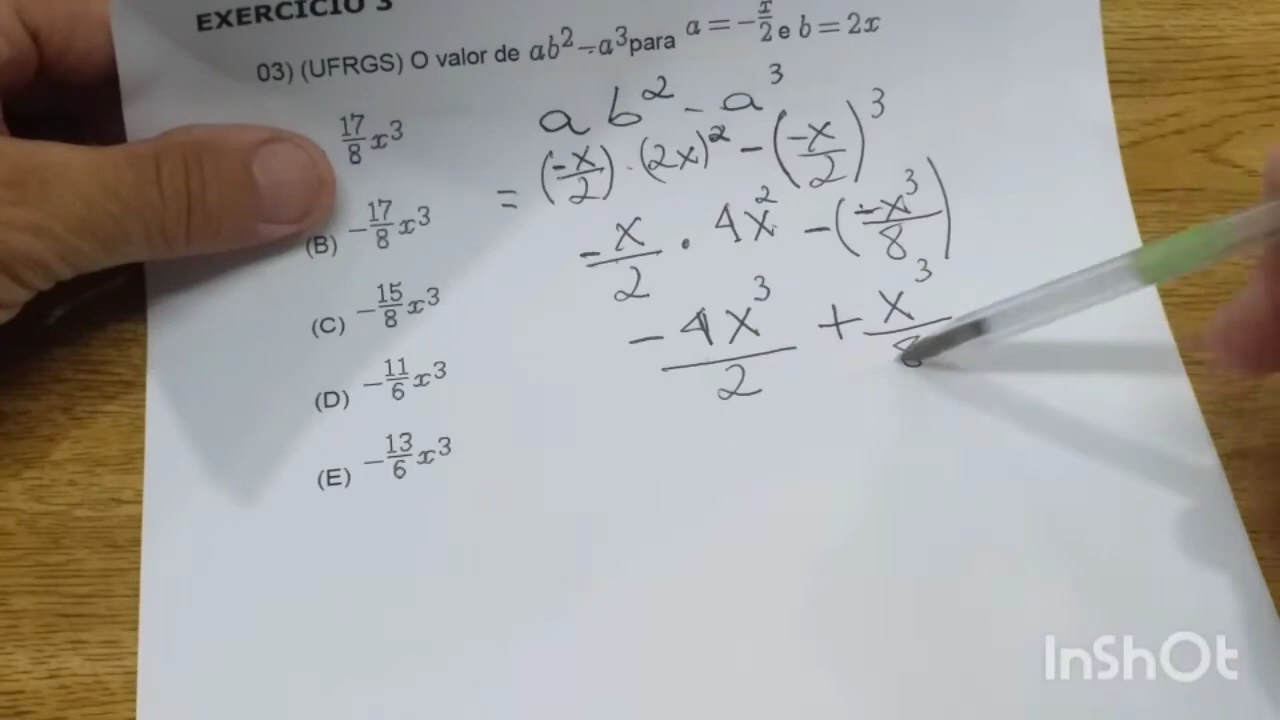 EXERCÍCIO 3
03) (UFRGS) O valor de ab² − a³ para a = −x/2 e b = 2x
17/8 x³
(B) −17/8 x³
(C) −15/8 x³
(D) −11/6 x³
(E) −13/6 x³
a b² - a³
= (-x/2) · (2x)² - (-x/2)³
-x/2 · 4x² - (-x³/8)
-4x³/2 + x³/8
InShOt